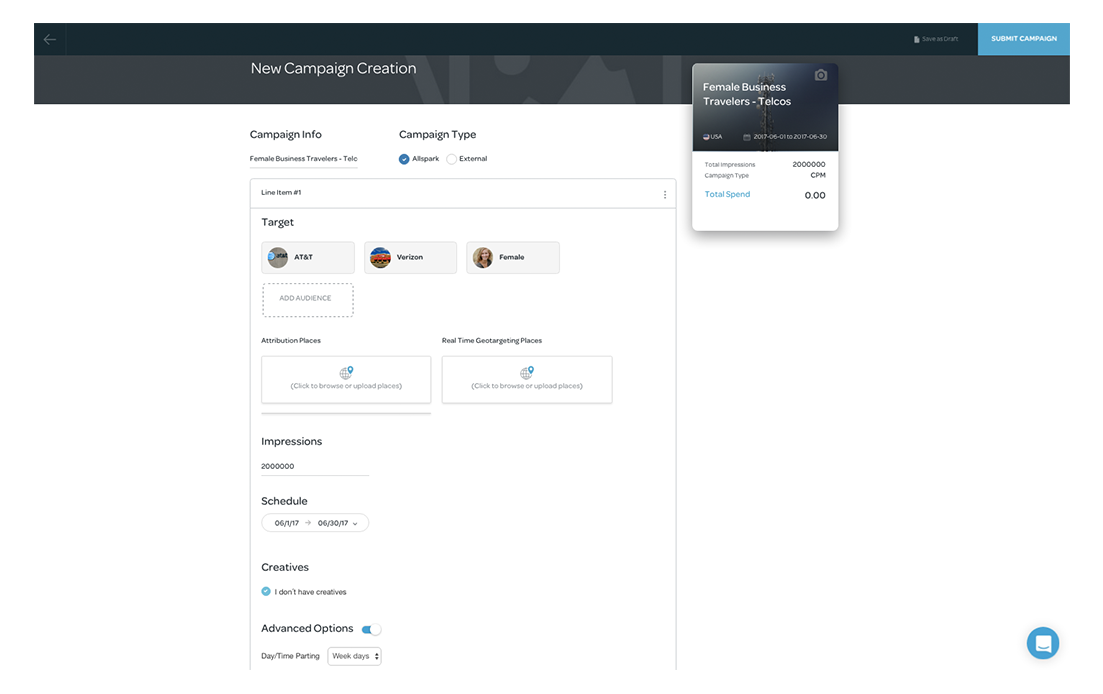 Save as Draft
SUBMIT CAMPAIGN
New Campaign Creation
Female Business
Travelers - Telcos
USA
2017-06-01 to 2017-06-30
Total Impressions
2000000
Campaign Type
CPM
Total Spend
0.00
Campaign Info
Campaign Type
Female Business Travelers - Telc
Allspark
External
Line Item #1
Target
at&t
AT&T
Verizon
Female
ADD AUDIENCE
Attribution Places
Real Time Geotargeting Places
(Click to browse or upload places)
(Click to browse or upload places)
Impressions
2000000
Schedule
06/1/17
06/30/17
Creatives
I don't have creatives
Advanced Options
Day/Time Parting
Week days